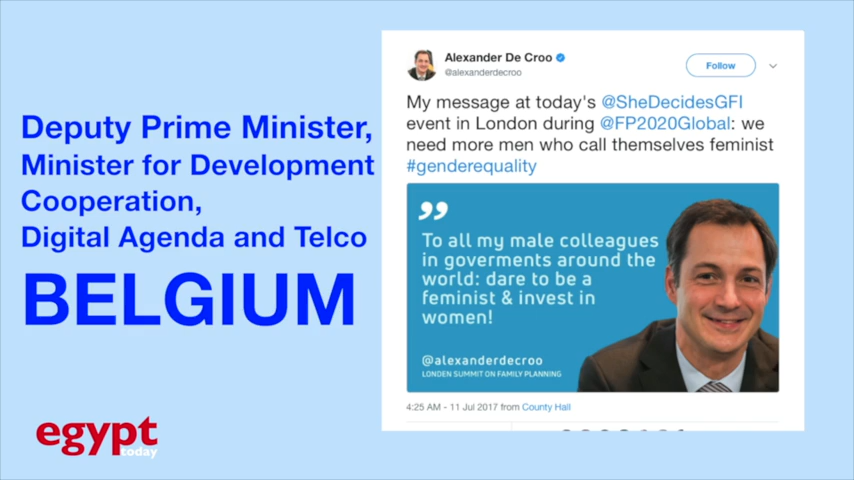 Deputy Prime Minister,
Minister for Development
Cooperation,
Digital Agenda and Telco
BELGIUM
egypt
today
Alexander De Croo
@alexanderdecroo
Follow
My message at today's @SheDecidesGFI
event in London during @FP2020Global: we
need more men who call themselves feminist
#genderequality
To all my male colleagues
in goverments around the
world: dare to be a
feminist & invest in
women!
@alexanderdecroo
LONDEN SUMMIT ON FAMILY PLANNING
4:25 AM - 11 Jul 2017 from County Hall